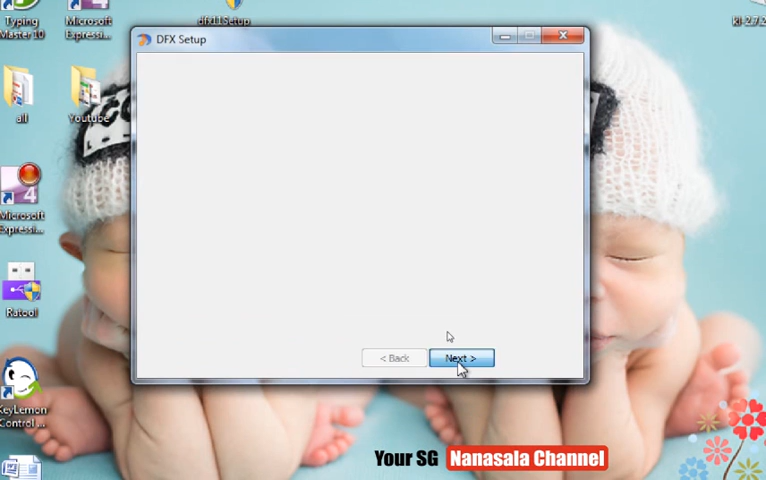 Typing
Master 10
Microsoft
Expressi...
dfx11Setup
DFX Setup
all
Youtube
Microsoft
Expressi...
4
Ratool
< Back
Next >
KeyLemon
Control ...
Your SG Nanasala Channel